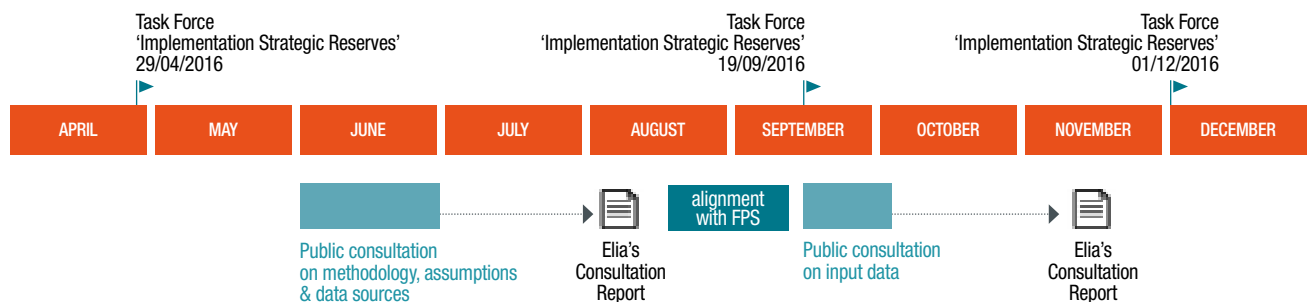 Task Force
‘Implementation Strategic Reserves’
29/04/2016
Task Force
‘Implementation Strategic Reserves’
19/09/2016
Task Force
‘Implementation Strategic Reserves’
01/12/2016
APRIL
MAY
JUNE
JULY
AUGUST
SEPTEMBER
OCTOBER
NOVEMBER
DECEMBER
Public consultation
on methodology, assumptions
& data sources
Elia’s
Consultation
Report
alignment
with FPS
Public consultation
on input data
Elia’s
Consultation
Report